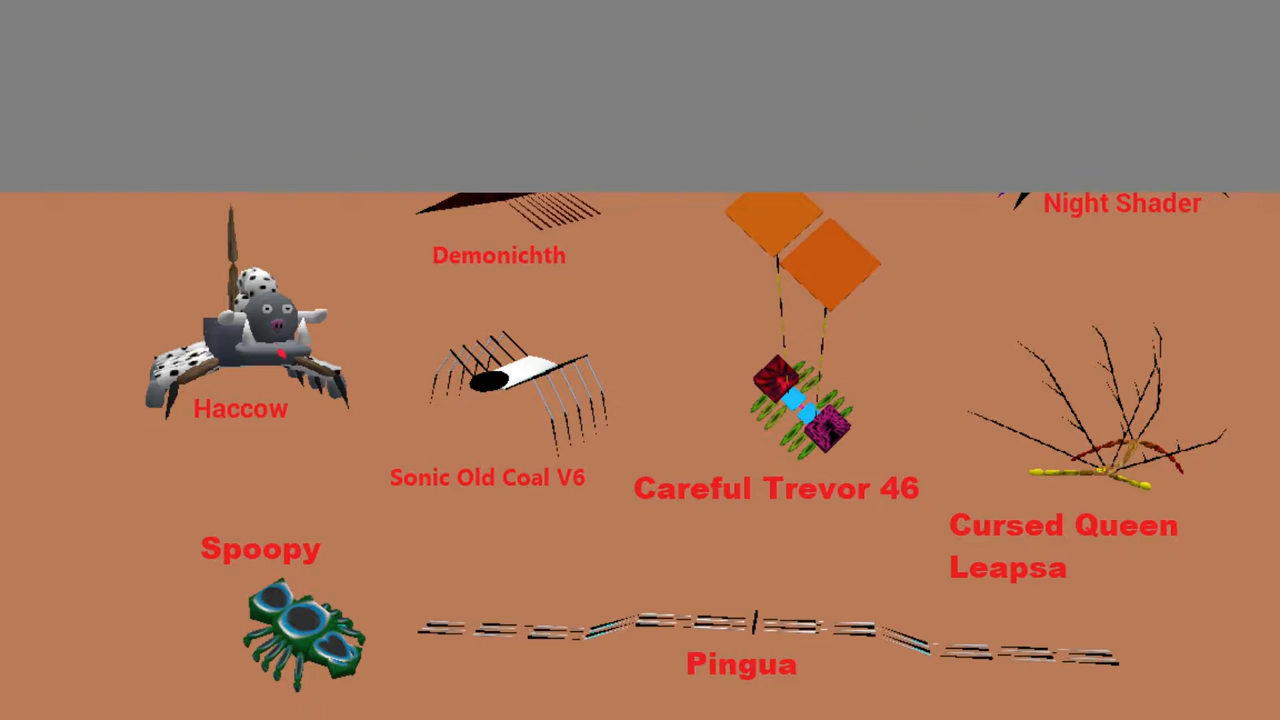 Night Shader
Demonichth
Haccow
Sonic Old Coal V6
Careful Trevor 46
Cursed Queen
Leapsa
Spoopy
Pingua